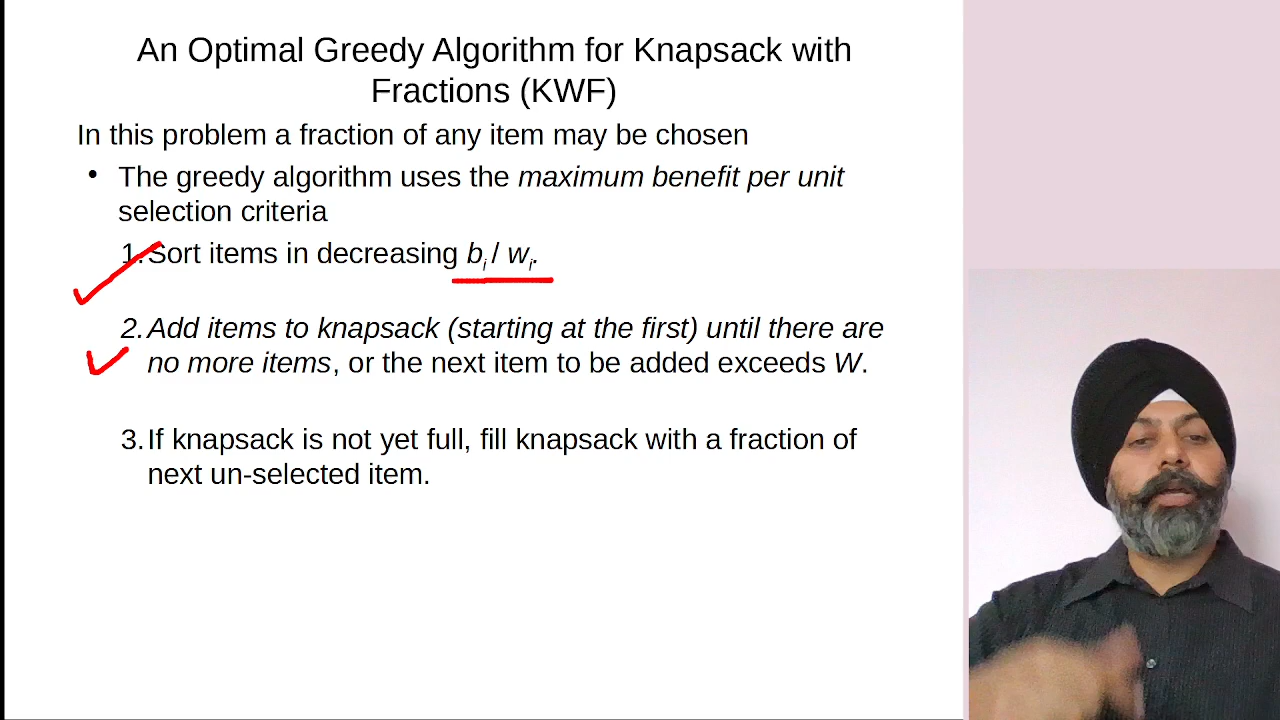 An Optimal Greedy Algorithm for Knapsack with
Fractions (KWF)
In this problem a fraction of any item may be chosen
• The greedy algorithm uses the maximum benefit per unit
selection criteria
1. Sort items in decreasing bi / wi.
2. Add items to knapsack (starting at the first) until there are
no more items, or the next item to be added exceeds W.
3. If knapsack is not yet full, fill knapsack with a fraction of
next un-selected item.